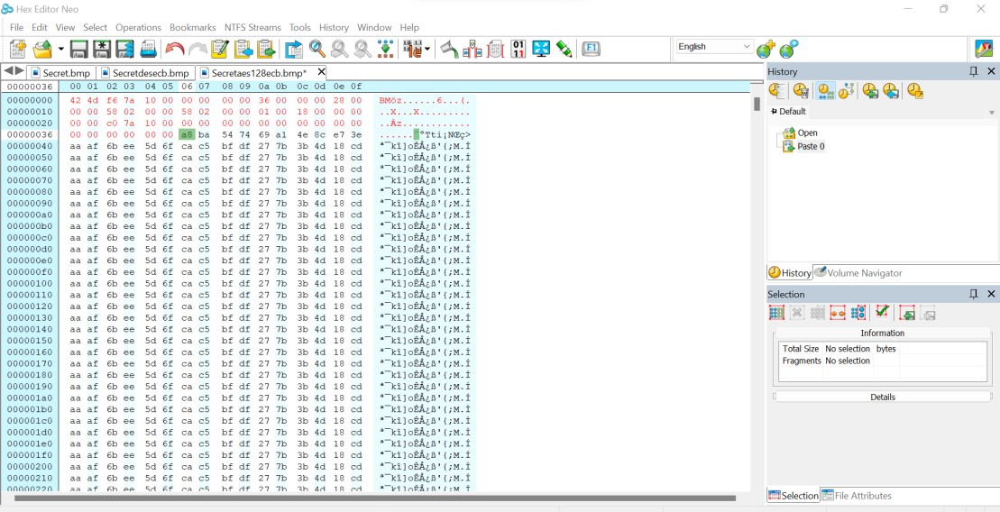 Hex Editor Neo
File Edit View Select Operations Bookmarks NTFS Streams Tools History Window Help
F1 English
Secret.bmp Secretdesecb.bmp Secretaes128ecb.bmp* History
00000036 00 01 02 03 04 05 06 07 08 09 0a 0b 0c 0d 0e 0f
00000000 42 4d f6 7a 10 00 00 00 00 00 36 00 00 00 28 00 BMöz......6...(.
00000010 00 00 58 02 00 00 58 02 00 00 01 00 18 00 00 00 ..X...X.........
00000020 00 00 c0 7a 10 00 00 00 00 00 00 00 00 00 00 00 ..Àz............
00000036 00 00 00 00 00 00 a8 ba 54 74 69 a1 4e 8c e7 3e ......¨ºTti¡NŒç>
00000040 aa af 6b ee 5d 6f ca c5 bf df 27 7b 3b 4d 18 cd ª¯kî]oÊÅ¿ß'{;M.Í
00000050 aa af 6b ee 5d 6f ca c5 bf df 27 7b 3b 4d 18 cd ª¯kî]oÊÅ¿ß'{;M.Í
00000060 aa af 6b ee 5d 6f ca c5 bf df 27 7b 3b 4d 18 cd ª¯kî]oÊÅ¿ß'{;M.Í
00000070 aa af 6b ee 5d 6f ca c5 bf df 27 7b 3b 4d 18 cd ª¯kî]oÊÅ¿ß'{;M.Í
00000080 aa af 6b ee 5d 6f ca c5 bf df 27 7b 3b 4d 18 cd ª¯kî]oÊÅ¿ß'{;M.Í
00000090 aa af 6b ee 5d 6f ca c5 bf df 27 7b 3b 4d 18 cd ª¯kî]oÊÅ¿ß'{;M.Í
000000a0 aa af 6b ee 5d 6f ca c5 bf df 27 7b 3b 4d 18 cd ª¯kî]oÊÅ¿ß'{;M.Í
000000b0 aa af 6b ee 5d 6f ca c5 bf df 27 7b 3b 4d 18 cd ª¯kî]oÊÅ¿ß'{;M.Í
000000c0 aa af 6b ee 5d 6f ca c5 bf df 27 7b 3b 4d 18 cd ª¯kî]oÊÅ¿ß'{;M.Í
000000d0 aa af 6b ee 5d 6f ca c5 bf df 27 7b 3b 4d 18 cd ª¯kî]oÊÅ¿ß'{;M.Í
000000e0 aa af 6b ee 5d 6f ca c5 bf df 27 7b 3b 4d 18 cd ª¯kî]oÊÅ¿ß'{;M.Í
000000f0 aa af 6b ee 5d 6f ca c5 bf df 27 7b 3b 4d 18 cd ª¯kî]oÊÅ¿ß'{;M.Í
00000100 aa af 6b ee 5d 6f ca c5 bf df 27 7b 3b 4d 18 cd ª¯kî]oÊÅ¿ß'{;M.Í
00000110 aa af 6b ee 5d 6f ca c5 bf df 27 7b 3b 4d 18 cd ª¯kî]oÊÅ¿ß'{;M.Í
00000120 aa af 6b ee 5d 6f ca c5 bf df 27 7b 3b 4d 18 cd ª¯kî]oÊÅ¿ß'{;M.Í
00000130 aa af 6b ee 5d 6f ca c5 bf df 27 7b 3b 4d 18 cd ª¯kî]oÊÅ¿ß'{;M.Í
00000140 aa af 6b ee 5d 6f ca c5 bf df 27 7b 3b 4d 18 cd ª¯kî]oÊÅ¿ß'{;M.Í
00000150 aa af 6b ee 5d 6f ca c5 bf df 27 7b 3b 4d 18 cd ª¯kî]oÊÅ¿ß'{;M.Í
00000160 aa af 6b ee 5d 6f ca c5 bf df 27 7b 3b 4d 18 cd ª¯kî]oÊÅ¿ß'{;M.Í
00000170 aa af 6b ee 5d 6f ca c5 bf df 27 7b 3b 4d 18 cd ª¯kî]oÊÅ¿ß'{;M.Í
00000180 aa af 6b ee 5d 6f ca c5 bf df 27 7b 3b 4d 18 cd ª¯kî]oÊÅ¿ß'{;M.Í
00000190 aa af 6b ee 5d 6f ca c5 bf df 27 7b 3b 4d 18 cd ª¯kî]oÊÅ¿ß'{;M.Í
000001a0 aa af 6b ee 5d 6f ca c5 bf df 27 7b 3b 4d 18 cd ª¯kî]oÊÅ¿ß'{;M.Í
000001b0 aa af 6b ee 5d 6f ca c5 bf df 27 7b 3b 4d 18 cd ª¯kî]oÊÅ¿ß'{;M.Í
000001c0 aa af 6b ee 5d 6f ca c5 bf df 27 7b 3b 4d 18 cd ª¯kî]oÊÅ¿ß'{;M.Í
000001d0 aa af 6b ee 5d 6f ca c5 bf df 27 7b 3b 4d 18 cd ª¯kî]oÊÅ¿ß'{;M.Í
000001e0 aa af 6b ee 5d 6f ca c5 bf df 27 7b 3b 4d 18 cd ª¯kî]oÊÅ¿ß'{;M.Í
000001f0 aa af 6b ee 5d 6f ca c5 bf df 27 7b 3b 4d 18 cd ª¯kî]oÊÅ¿ß'{;M.Í
00000200 aa af 6b ee 5d 6f ca c5 bf df 27 7b 3b 4d 18 cd ª¯kî]oÊÅ¿ß'{;M.Í
00000210 aa af 6b ee 5d 6f ca c5 bf df 27 7b 3b 4d 18 cd ª¯kî]oÊÅ¿ß'{;M.Í
00000220 aa af 6b ee 5d 6f ca c5 bf df 27 7b 3b 4d 18 cd ª¯kî]oÊÅ¿ß'{;M.Í
Default
Open
Paste 0
History Volume Navigator
Selection
Information
Total Size No selection bytes
Fragments No selection
Details
Selection File Attributes